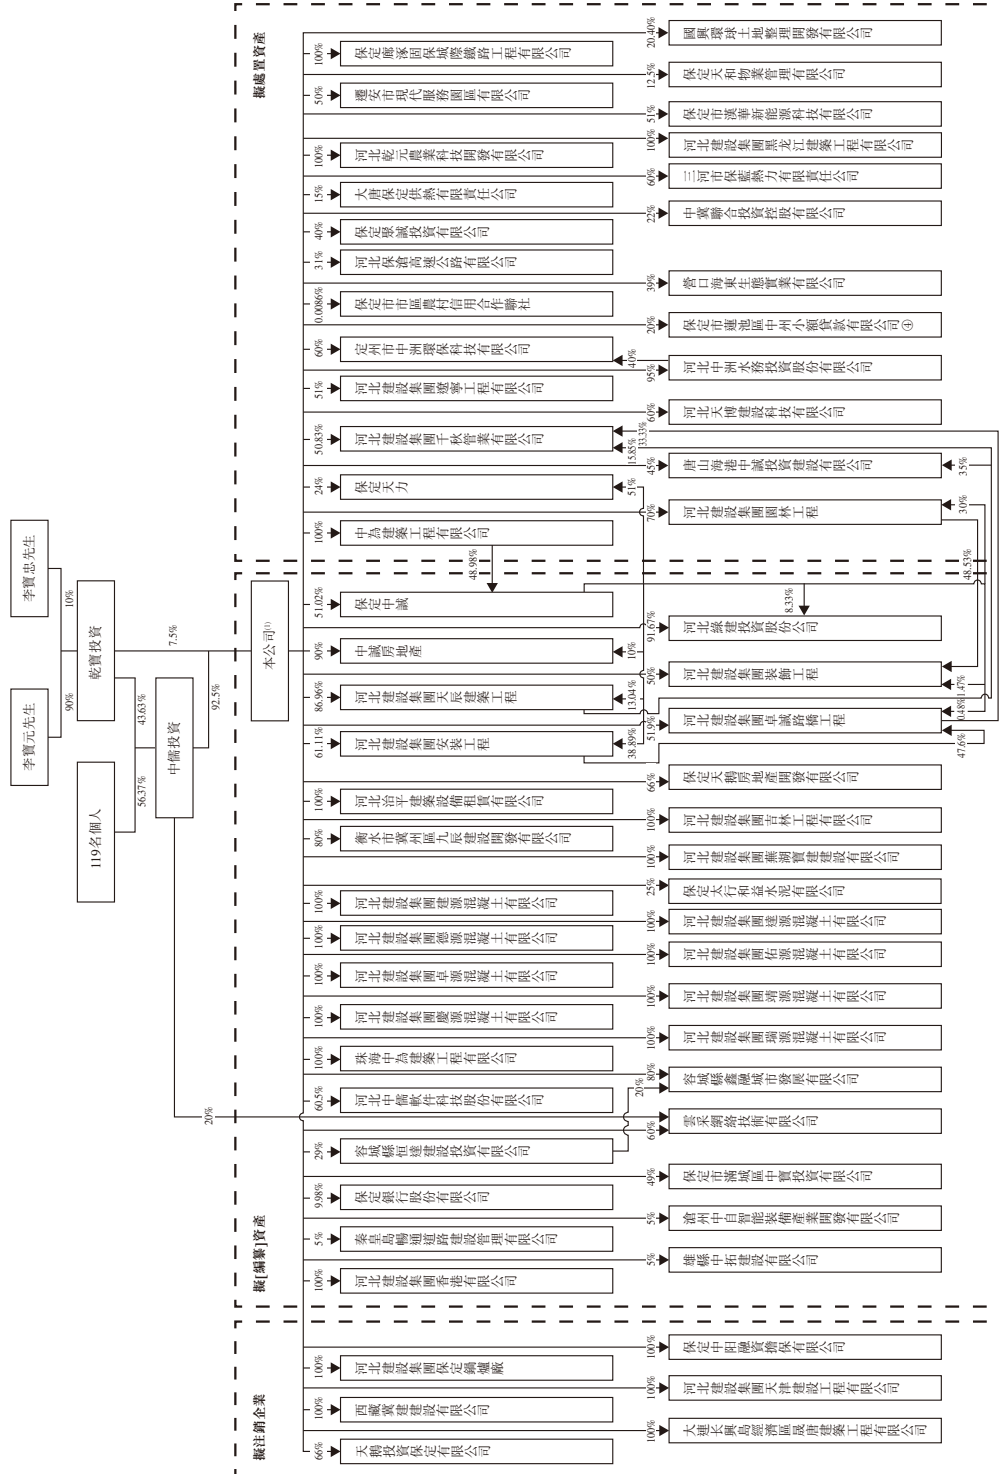 李寶元先生
李寶忠先生
90%
10%
119名個人
乾寶投資
56.37%
43.63%
中儒投資
7.5%
92.5%
20%
本公司(1)
擬注銷企業
擬[編纂]資產
擬處置資產
66%
天鵝投資保定有限公司
100%
西藏冀建建設有限公司
100%
河北建設集團保定鍋爐廠
100%
河北建設集團香港有限公司
5%
秦皇島暢通道路建設管理有限公司
9.98%
保定銀行股份有限公司
29%
容城縣恒達建設投資有限公司
60.5%
河北中儒軟件科技股份有限公司
100%
珠海中為建築工程有限公司
100%
河北建設集團慶源混凝土有限公司
100%
河北建設集團卓源混凝土有限公司
100%
河北建設集團德源混凝土有限公司
100%
河北建設集團建源混凝土有限公司
80%
衡水市冀州區九辰建設開發有限公司
100%
河北治平建築設備租賃有限公司
61.11%
河北建設集團安裝工程
38.89%
86.96%
河北建設集團天辰建築工程
13.04%
90%
中誠房地產
10%
51.02%
保定中誠
48.98%
100%
中為建築工程有限公司
24%
保定天力
51%
50.83%
河北建設集團千秋管業有限公司
15.85%
33.33%
51%
河北建設集團遼寧工程有限公司
60%
定州市中洲環保科技有限公司
40%
0.0086%
保定市市區農村信用合作聯社
31%
河北保滄高速公路有限公司
40%
保定聚誠投資有限公司
15%
大唐保定供熱有限責任公司
100%
河北乾元農業科技開發有限公司
50%
遷安市現代服務園區有限公司
100%
保定廊涿固保城際鐵路工程有限公司
100%
大連長興島經濟區晟唐建築工程有限公司
100%
河北建設集團天津建設工程有限公司
100%
保定中阳融資擔保有限公司
5%
雄縣中拓建設有限公司
5%
滄州中自智能裝備產業開發有限公司
49%
保定市滿城區中寶投資有限公司
60%
雲采網絡技術有限公司
20%
80%
容城縣鑫融城市發展有限公司
100%
河北建設集團瑞源混凝土有限公司
100%
河北建設集團靖源混凝土有限公司
100%
河北建設集團佑源混凝土有限公司
100%
河北建設集團達源混凝土有限公司
25%
保定太行和益水泥有限公司
100%
河北建設集團蕪湖寶建建設有限公司
100%
河北建設集團吉林工程有限公司
66%
保定天鵝房地產開發有限公司
51.9%
河北建設集團卓誠路橋工程
47.6%
0.48%
50%
河北建設集團裝飾工程
1.47%
48.53%
91.67%
河北綠建投資股份公司
8.33%
70%
河北建設集團園林工程
30%
45%
唐山海港中誠投資建設有限公司
35%
60%
河北天博建設科技有限公司
95%
河北中洲水務投資股份有限公司
20%
保定市蓮池區中州小額貸款有限公司④
39%
營口海東生態實業有限公司
22%
中冀聯合投資控股有限公司
60%
三河市保藍熱力有限責任公司
100%
河北建設集團黑龙江建築工程有限公司
51%
保定市漢華新能源科技有限公司
12.5%
保定天和物業管理有限公司
20.40%
國興環球土地整理開發有限公司